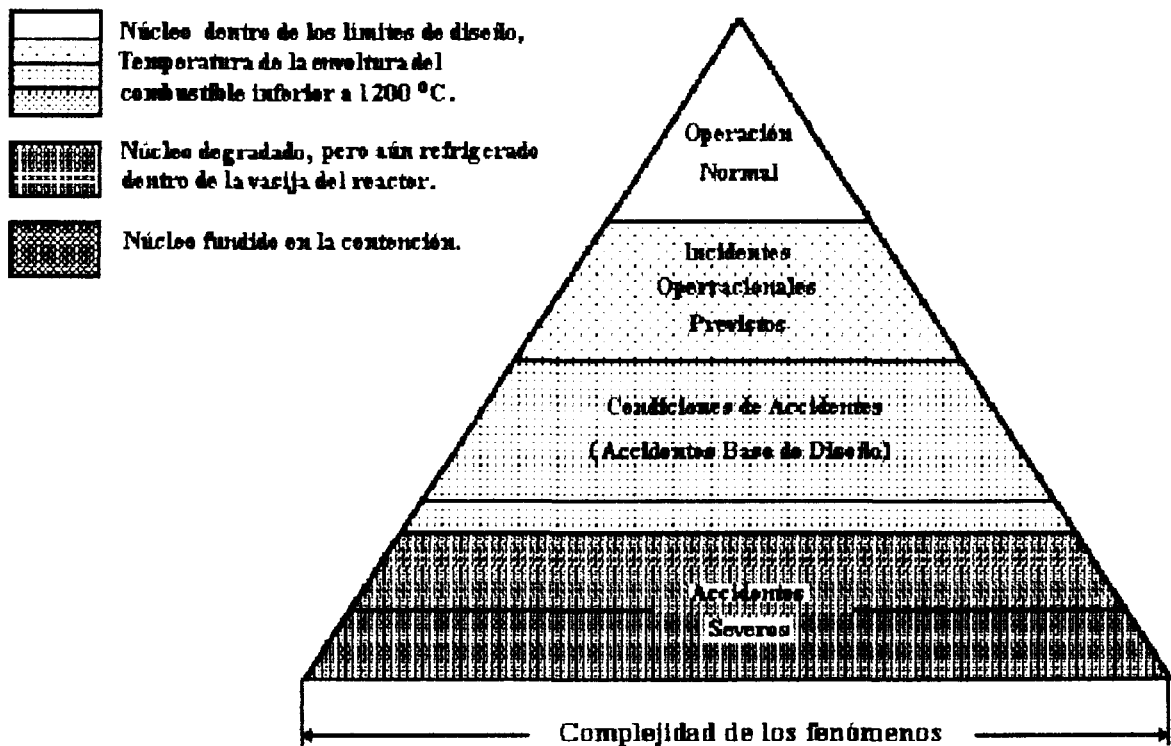 Núcleo dentro de los límites de diseño,
Temperatura de la envoltura del
combustible inferior a 1200 °C.
Núcleo degradado, pero aún refrigerado
dentro de la vasija del reactor.
Núcleo fundido en la contención.
Operación
Normal
Incidentes
Operracionales
Previstos
Condiciones de Accidentes
(Accidentes Base de Diseño)
Accidentes
Severos
Complejidad de los fenómenos